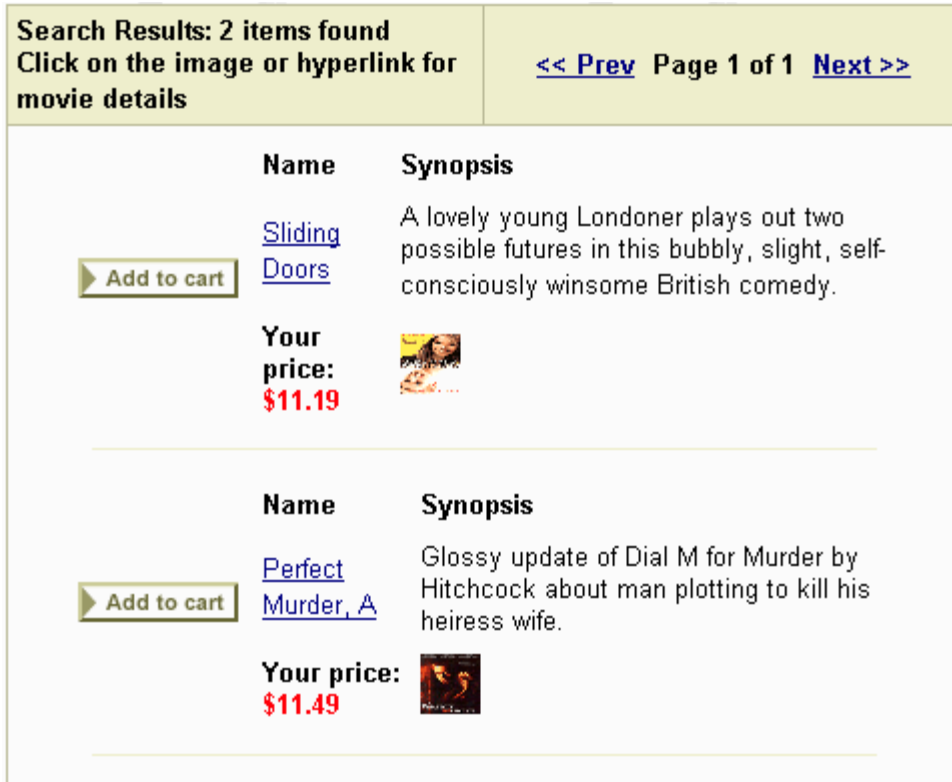 Search Results: 2 items found
Click on the image or hyperlink for
movie details
<< Prev Page 1 of 1 Next >>
Name Synopsis
Sliding
Doors
A lovely young Londoner plays out two
possible futures in this bubbly, slight, self-
consciously winsome British comedy.
Add to cart
Your
price:
$11.19
Name Synopsis
Perfect
Murder, A
Glossy update of Dial M for Murder by
Hitchcock about man plotting to kill his
heiress wife.
Add to cart
Your price:
$11.49